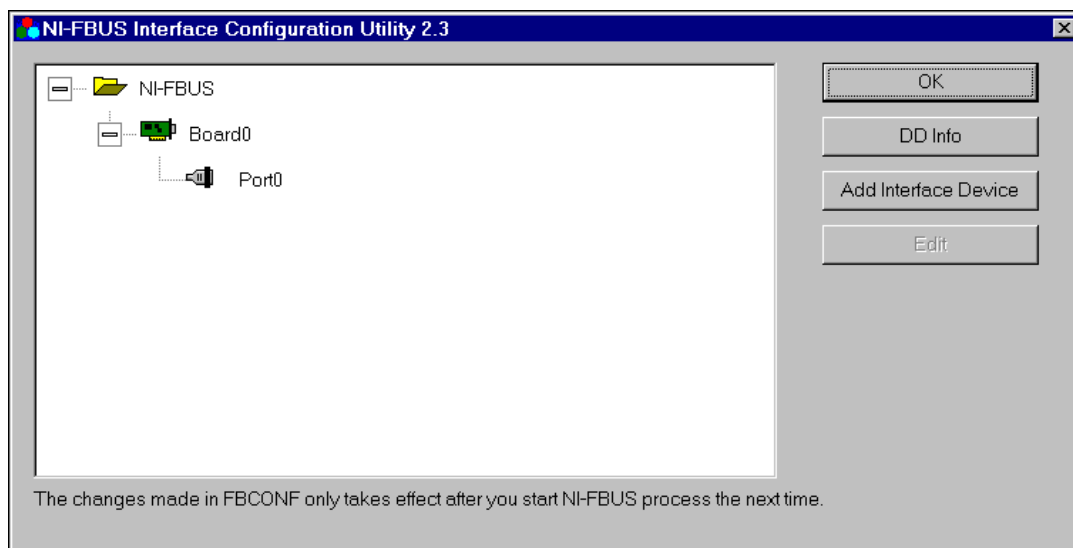 NI-FBUS Interface Configuration Utility 2.3
NI-FBUS
Board0
Port0
OK
DD Info
Add Interface Device
Edit
The changes made in FBCONF only takes effect after you start NI-FBUS process the next time.